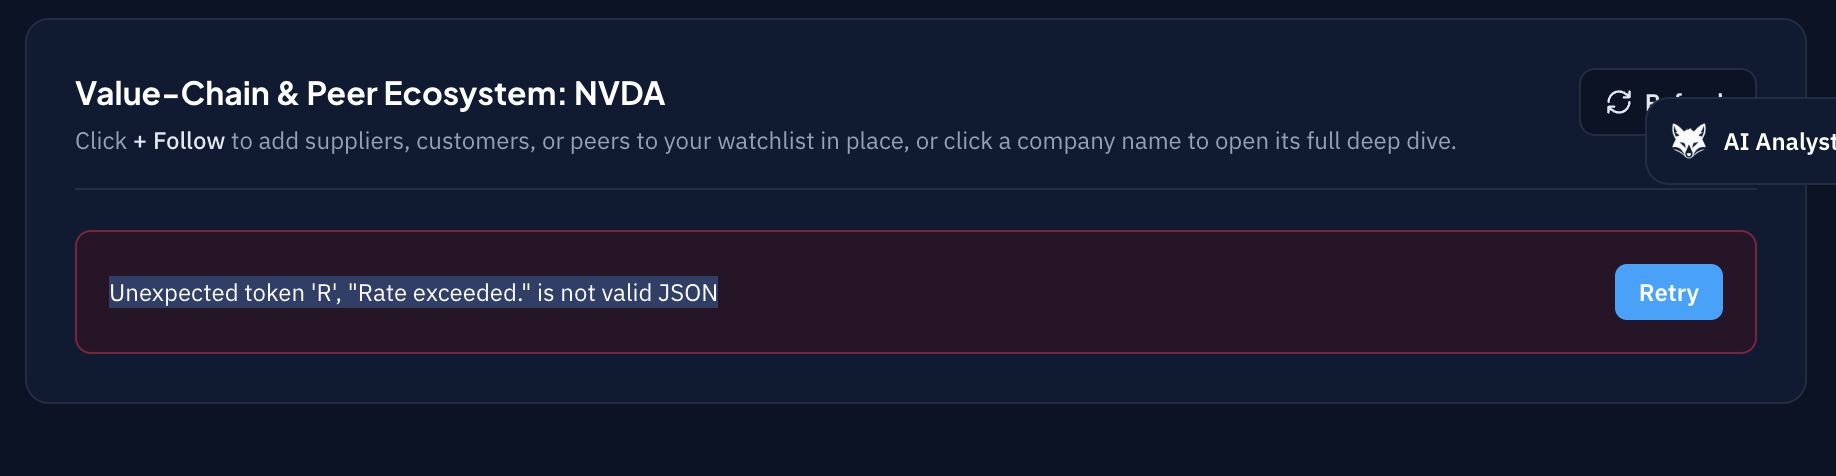 Value-Chain & Peer Ecosystem: NVDA
Click + Follow to add suppliers, customers, or peers to your watchlist in place, or click a company name to open its full deep dive.
AI Analyst
Unexpected token 'R', "Rate exceeded." is not valid JSON
Retry